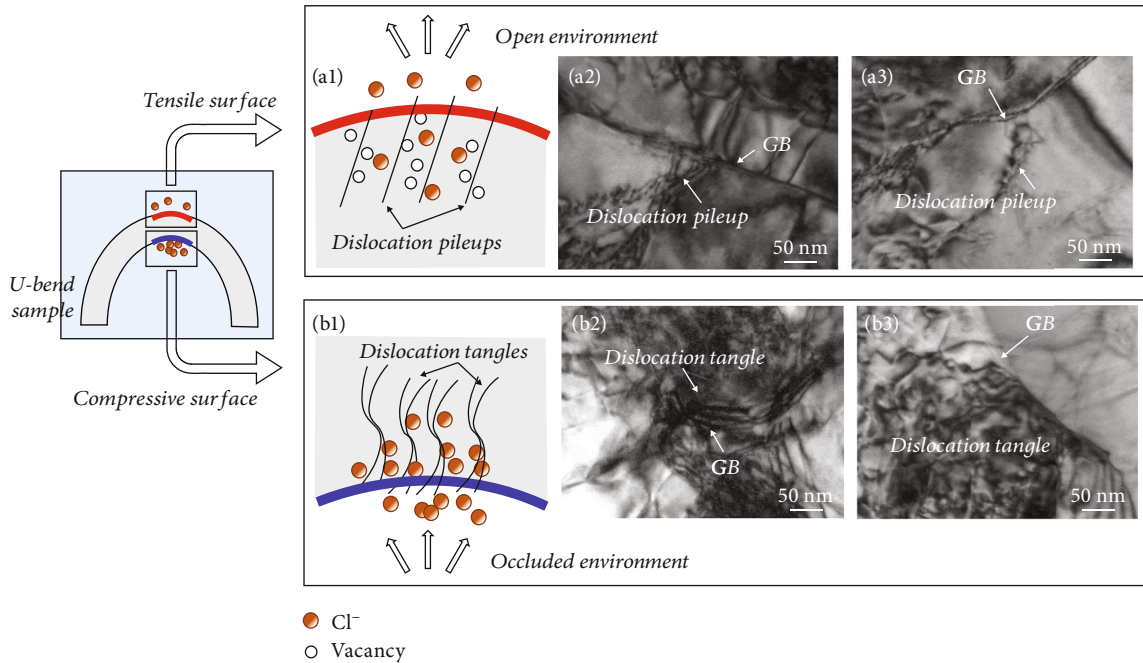 Tensile surface
U-bend
sample
Compressive surface
Open environment
(a1)
Dislocation pileups
(a2)
GB
Dislocation pileup
50 nm
(a3)
GB
Dislocation pileup
50 nm
(b1)
Dislocation tangles
Occluded environment
(b2)
Dislocation tangle
GB
50 nm
(b3)
GB
Dislocation tangle
50 nm
Cl⁻
Vacancy